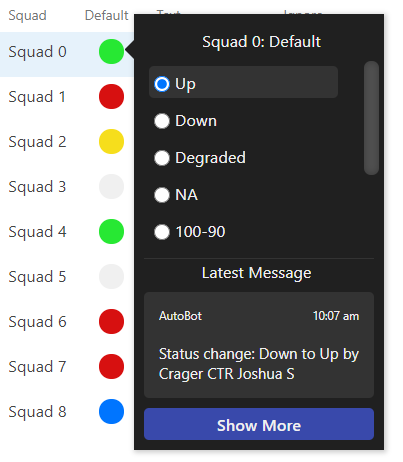 Squad Default
Squad 0
Squad 1
Squad 2
Squad 3
Squad 4
Squad 5
Squad 6
Squad 7
Squad 8
Squad 0: Default
Up
Down
Degraded
NA
100-90
Latest Message
AutoBot 10:07 am
Status change: Down to Up by
Crager CTR Joshua S
Show More